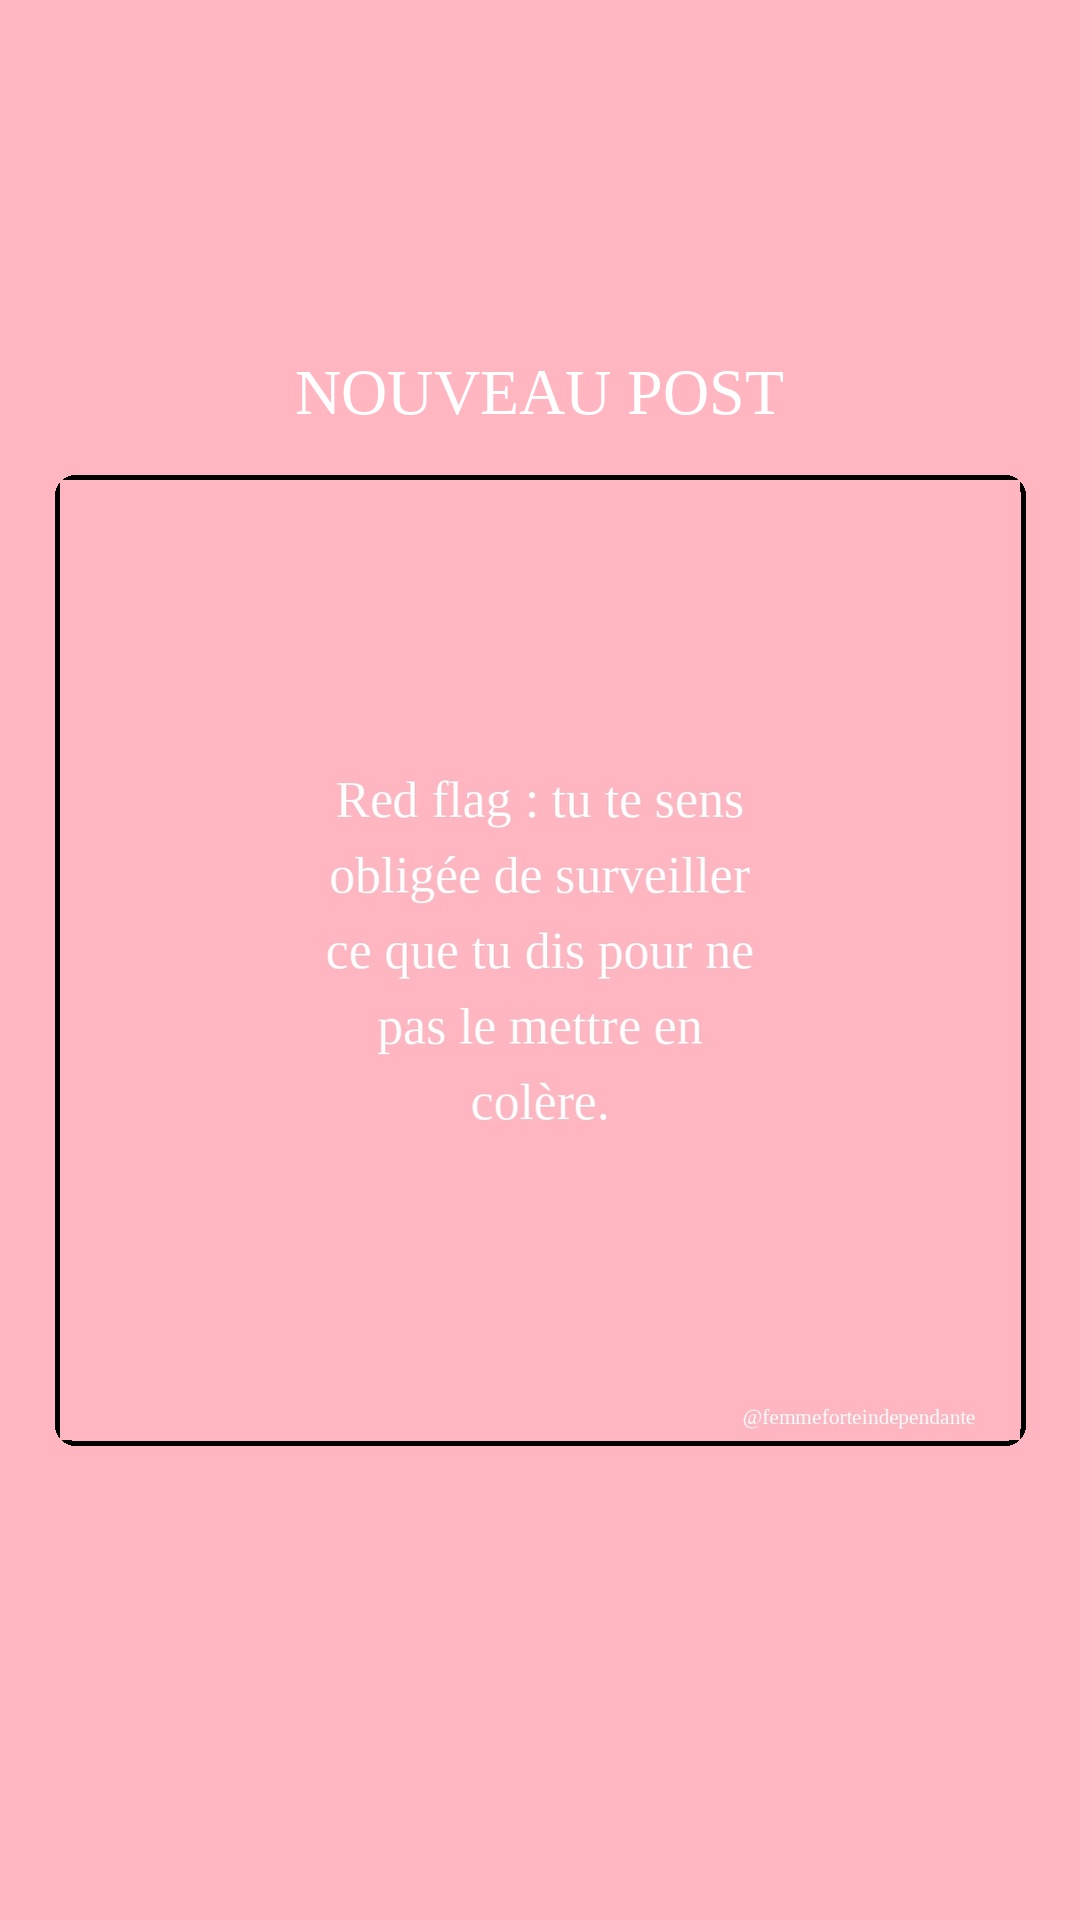 NOUVEAU POST
Red flag : tu te sens
obligée de surveiller
ce que tu dis pour ne
pas le mettre en
colère.
@femmeforteindependante